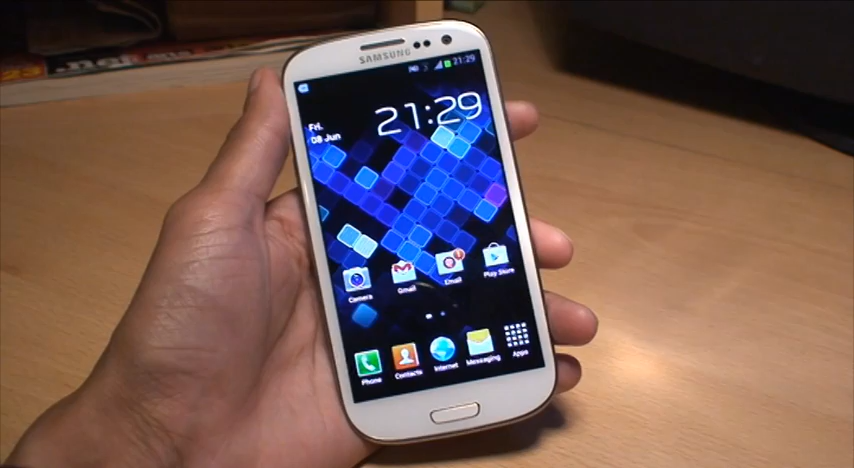 SAMSUNG
21:29
21:29
Fri,
08 Jun
Camera
Gmail
Email
Play Store
Phone
Contacts
Internet
Messaging
Apps